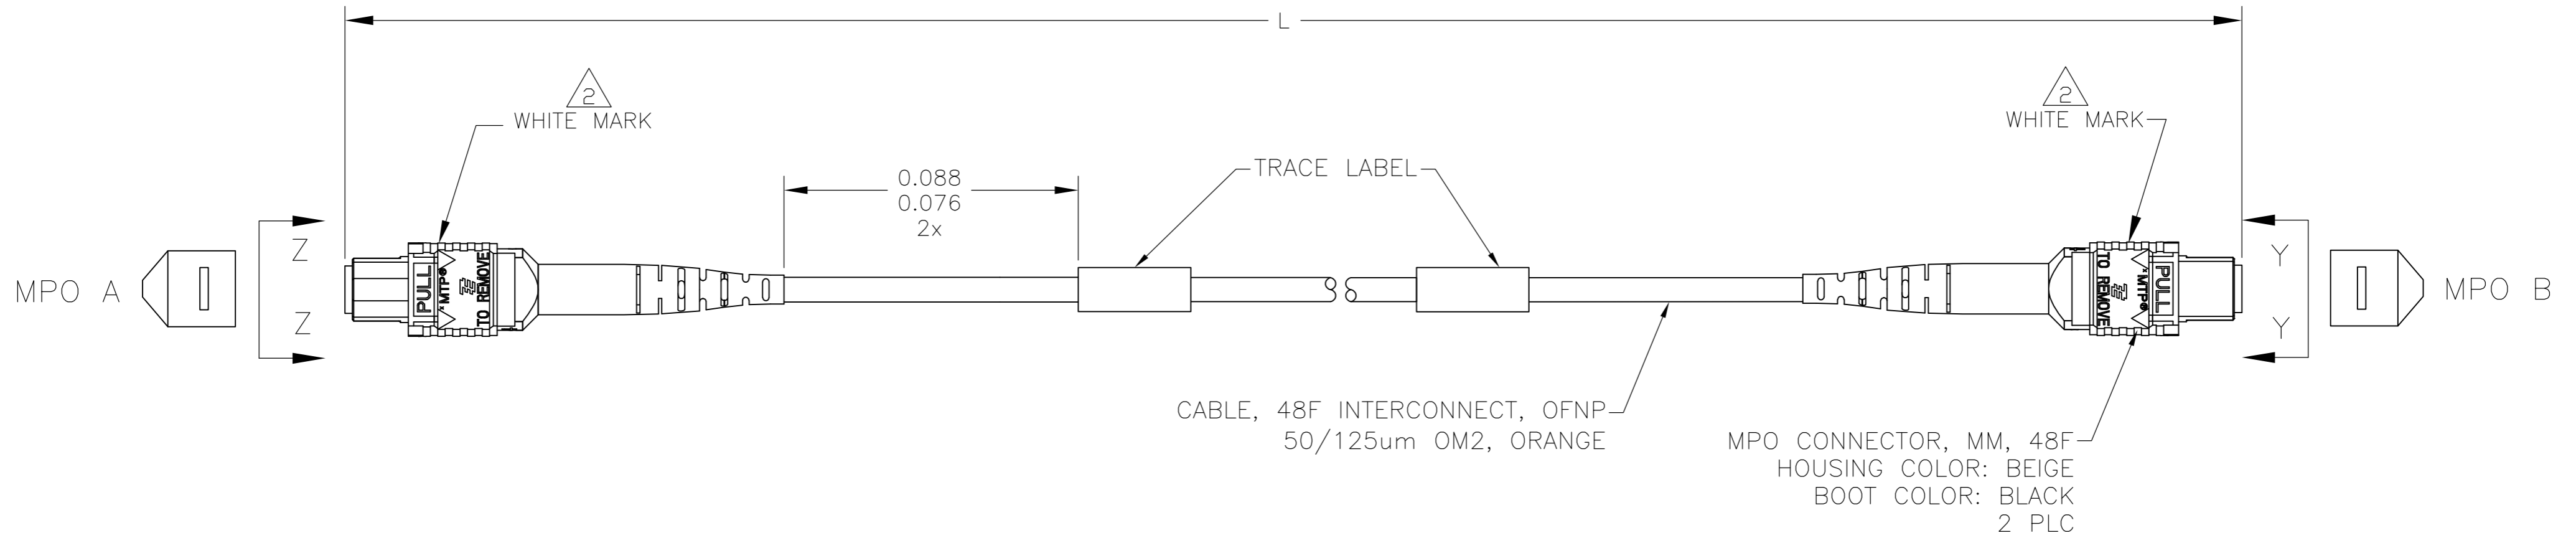 L
2
WHITE MARK
2
WHITE MARK
TRACE LABEL
0.088
0.076
2x
Z
Z
Y
Y
MPO A
MPO B
PULL
MTP®
TO REMOVE
PULL
MTP®
TO REMOVE
CABLE, 48F INTERCONNECT, OFNP
50/125um OM2, ORANGE
MPO CONNECTOR, MM, 48F
HOUSING COLOR: BEIGE
BOOT COLOR: BLACK
2 PLC